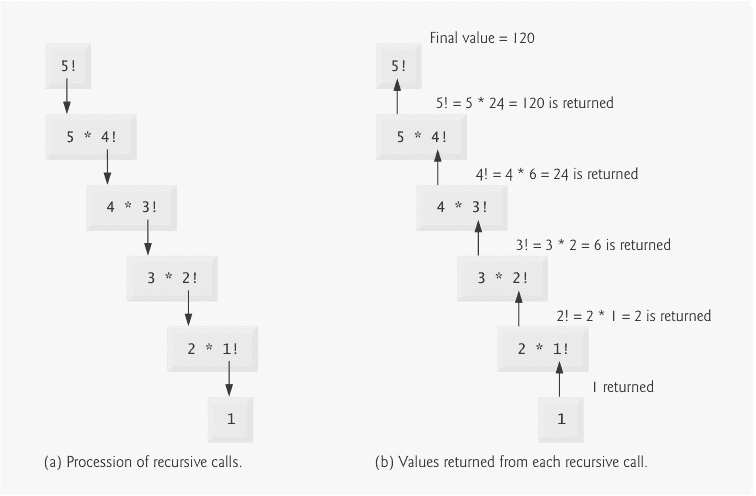 5!
5 * 4!
4 * 3!
3 * 2!
2 * 1!
1
(a) Procession of recursive calls.
Final value = 120
5!
5! = 5 * 24 = 120 is returned
5 * 4!
4! = 4 * 6 = 24 is returned
4 * 3!
3! = 3 * 2 = 6 is returned
3 * 2!
2! = 2 * 1 = 2 is returned
2 * 1!
1 returned
1
(b) Values returned from each recursive call.